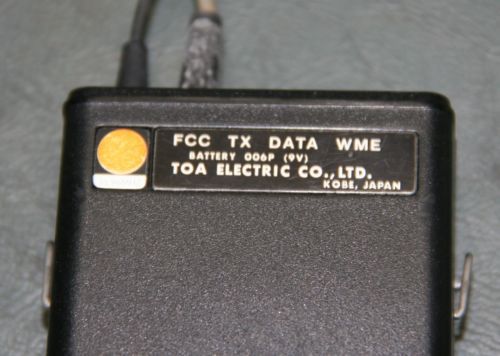 FCC TX DATA WME
BATTERY 006P (9V)
TOA ELECTRIC CO., LTD.
KOBE, JAPAN